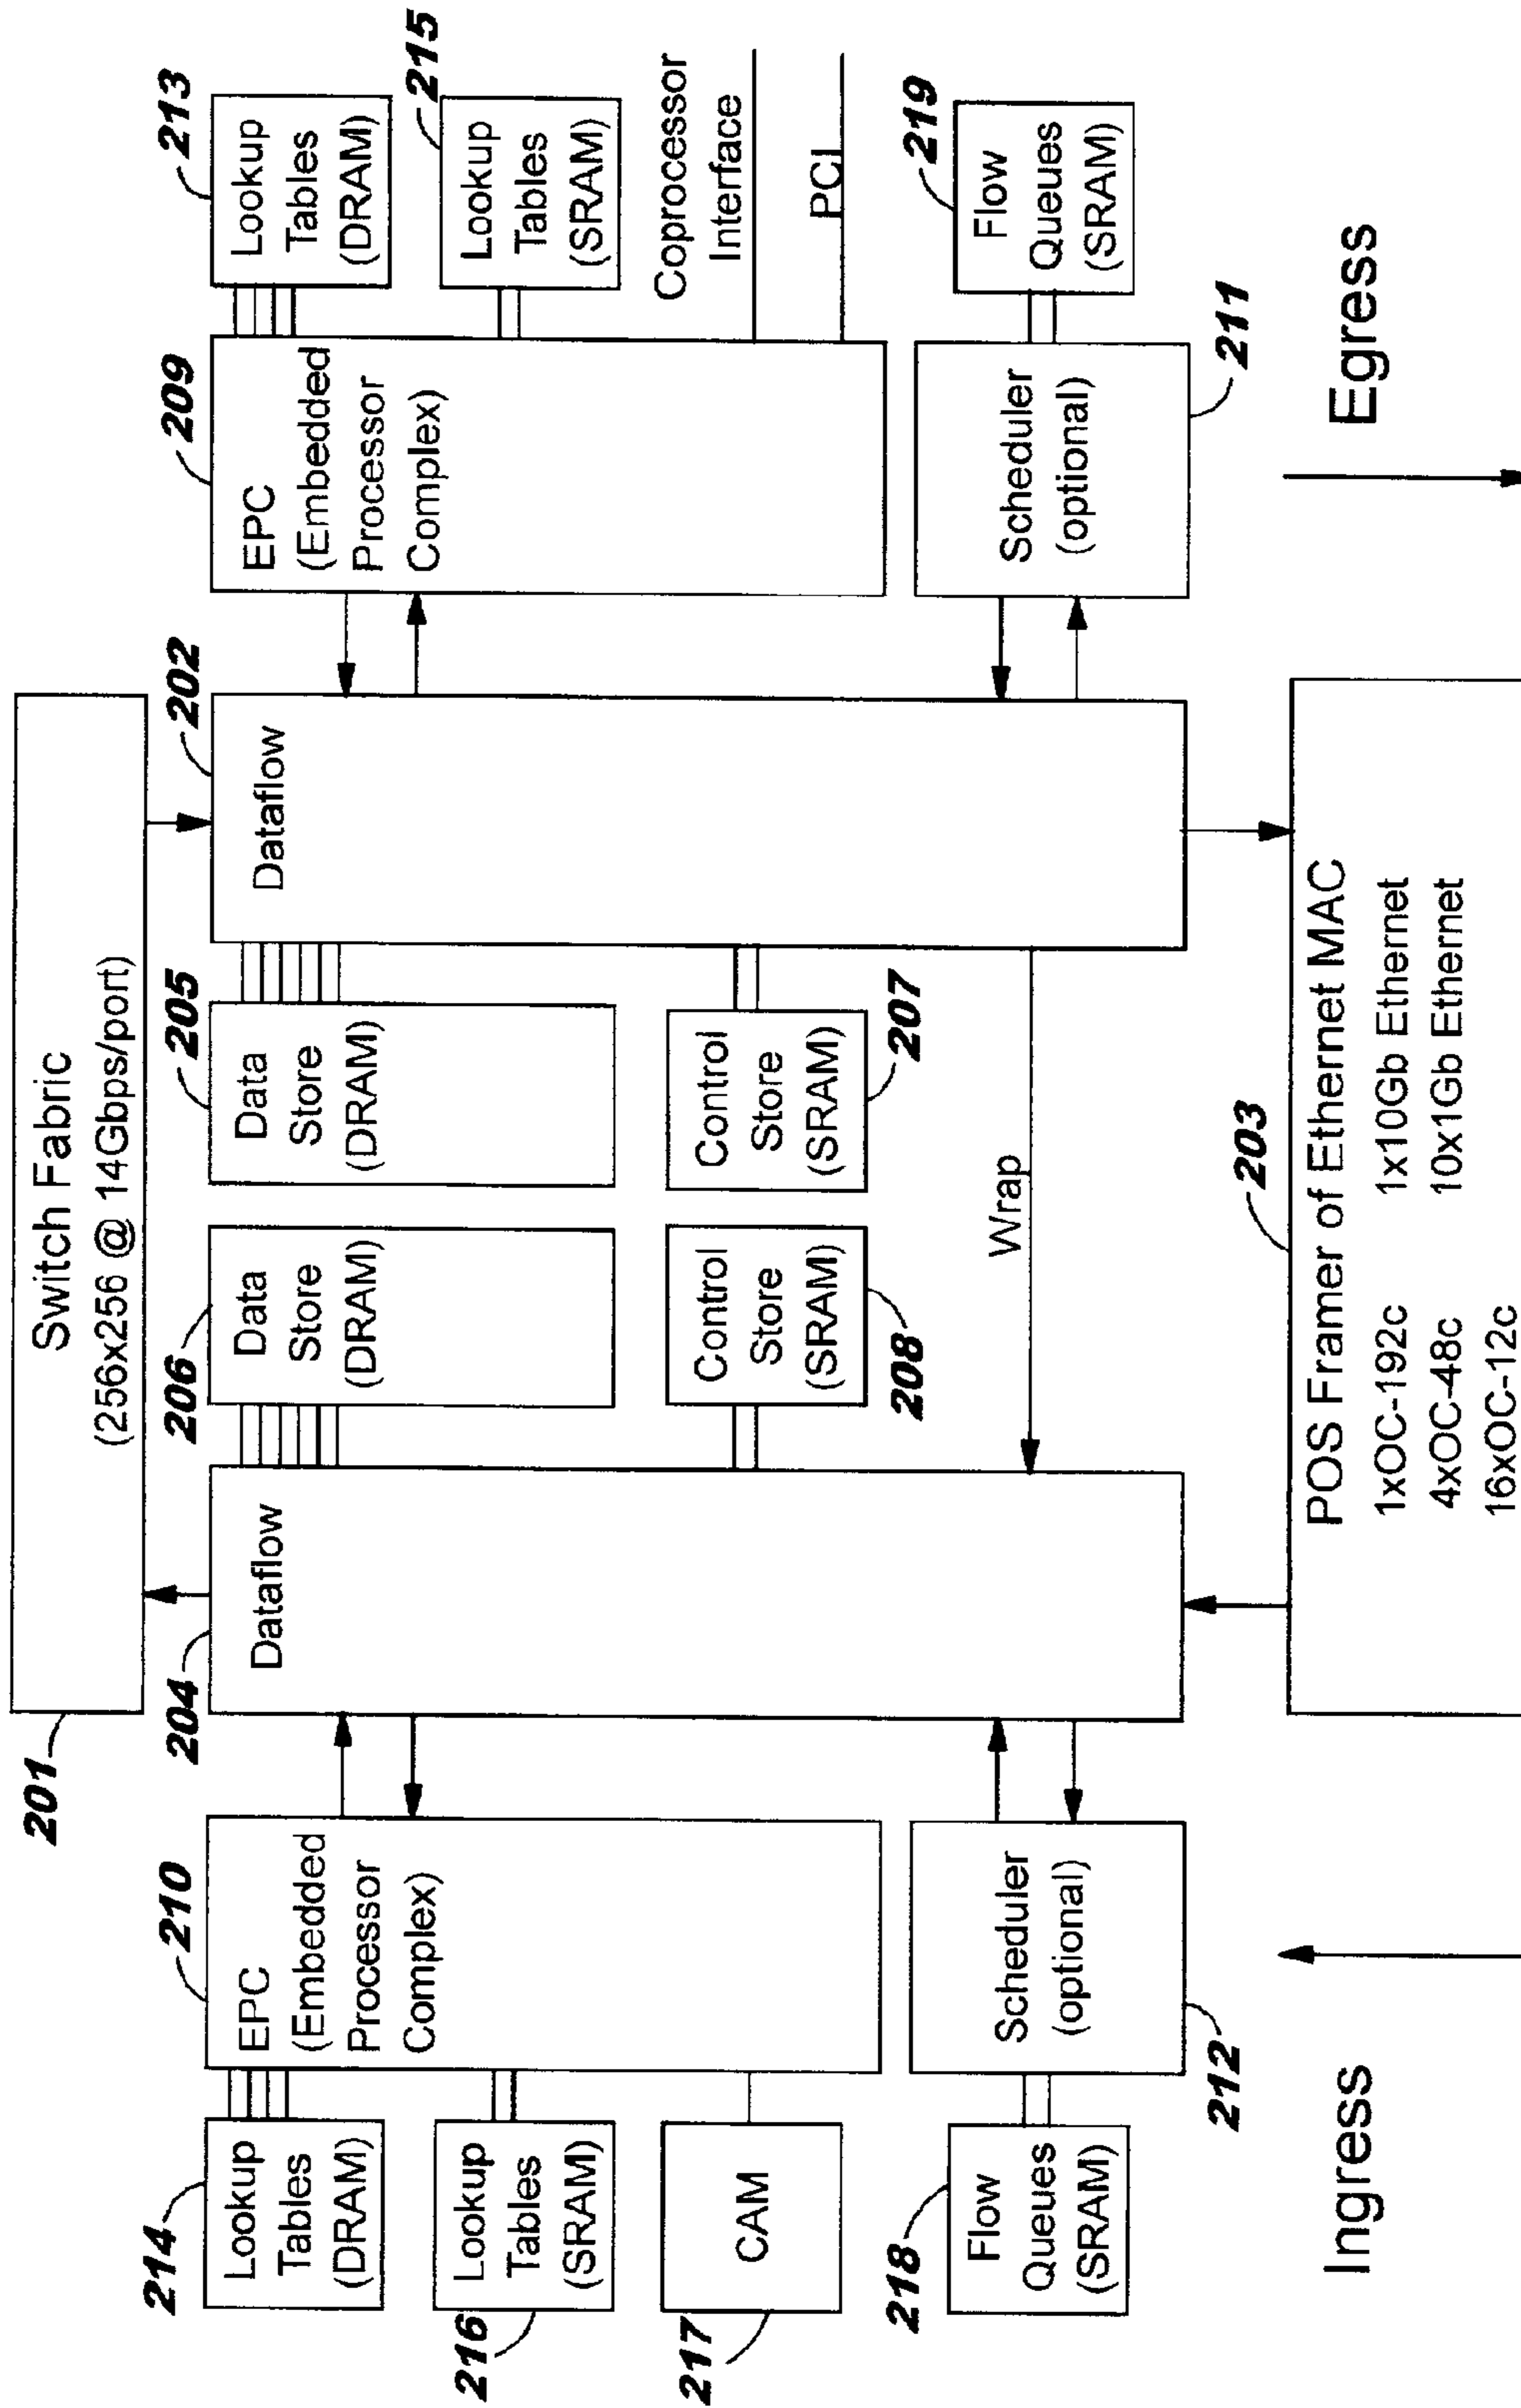 201
Switch Fabric
(256x256 @ 14Gbps/port)
214
Lookup
Tables
(DRAM)
216
Lookup
Tables
(SRAM)
217
CAM
218
Flow
Queues
(SRAM)
210
EPC
(Embedded
Processor
Complex)
212
Scheduler
(optional)
204
Dataflow
206
Data
Store
(DRAM)
208
Control
Store
(SRAM)
205
Data
Store
(DRAM)
207
Control
Store
(SRAM)
Wrap
202
Dataflow
209
EPC
(Embedded
Processor
Complex)
211
Scheduler
(optional)
213
Lookup
Tables
(DRAM)
215
Lookup
Tables
(SRAM)
Coprocessor
Interface
PCI
219
Flow
Queues
(SRAM)
203
POS Framer of Ethernet MAC
1xOC-192c 1x10Gb Ethernet
4xOC-48c 10x1Gb Ethernet
16xOC-12c
Ingress
Egress